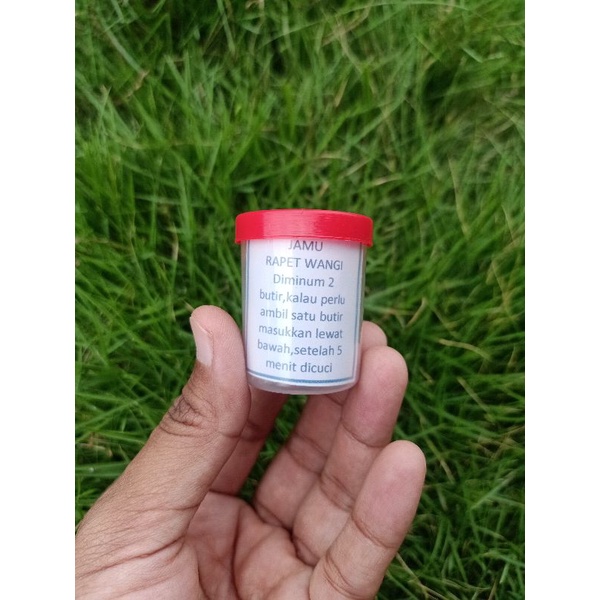 JAMU
RAPET WANGI
Diminum 2
butir,kalau perlu
ambil satu butir
masukkan lewat
bawah,setelah 5
menit dicuci